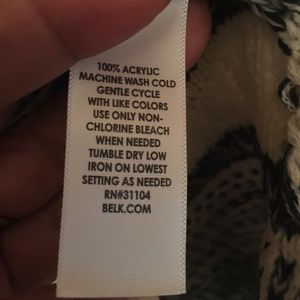 100% ACRYLIC
MACHINE WASH COLD
GENTLE CYCLE
WITH LIKE COLORS
USE ONLY NON-
CHLORINE BLEACH
WHEN NEEDED
TUMBLE DRY LOW
IRON ON LOWEST
SETTING AS NEEDED
RN#31104
BELK.COM